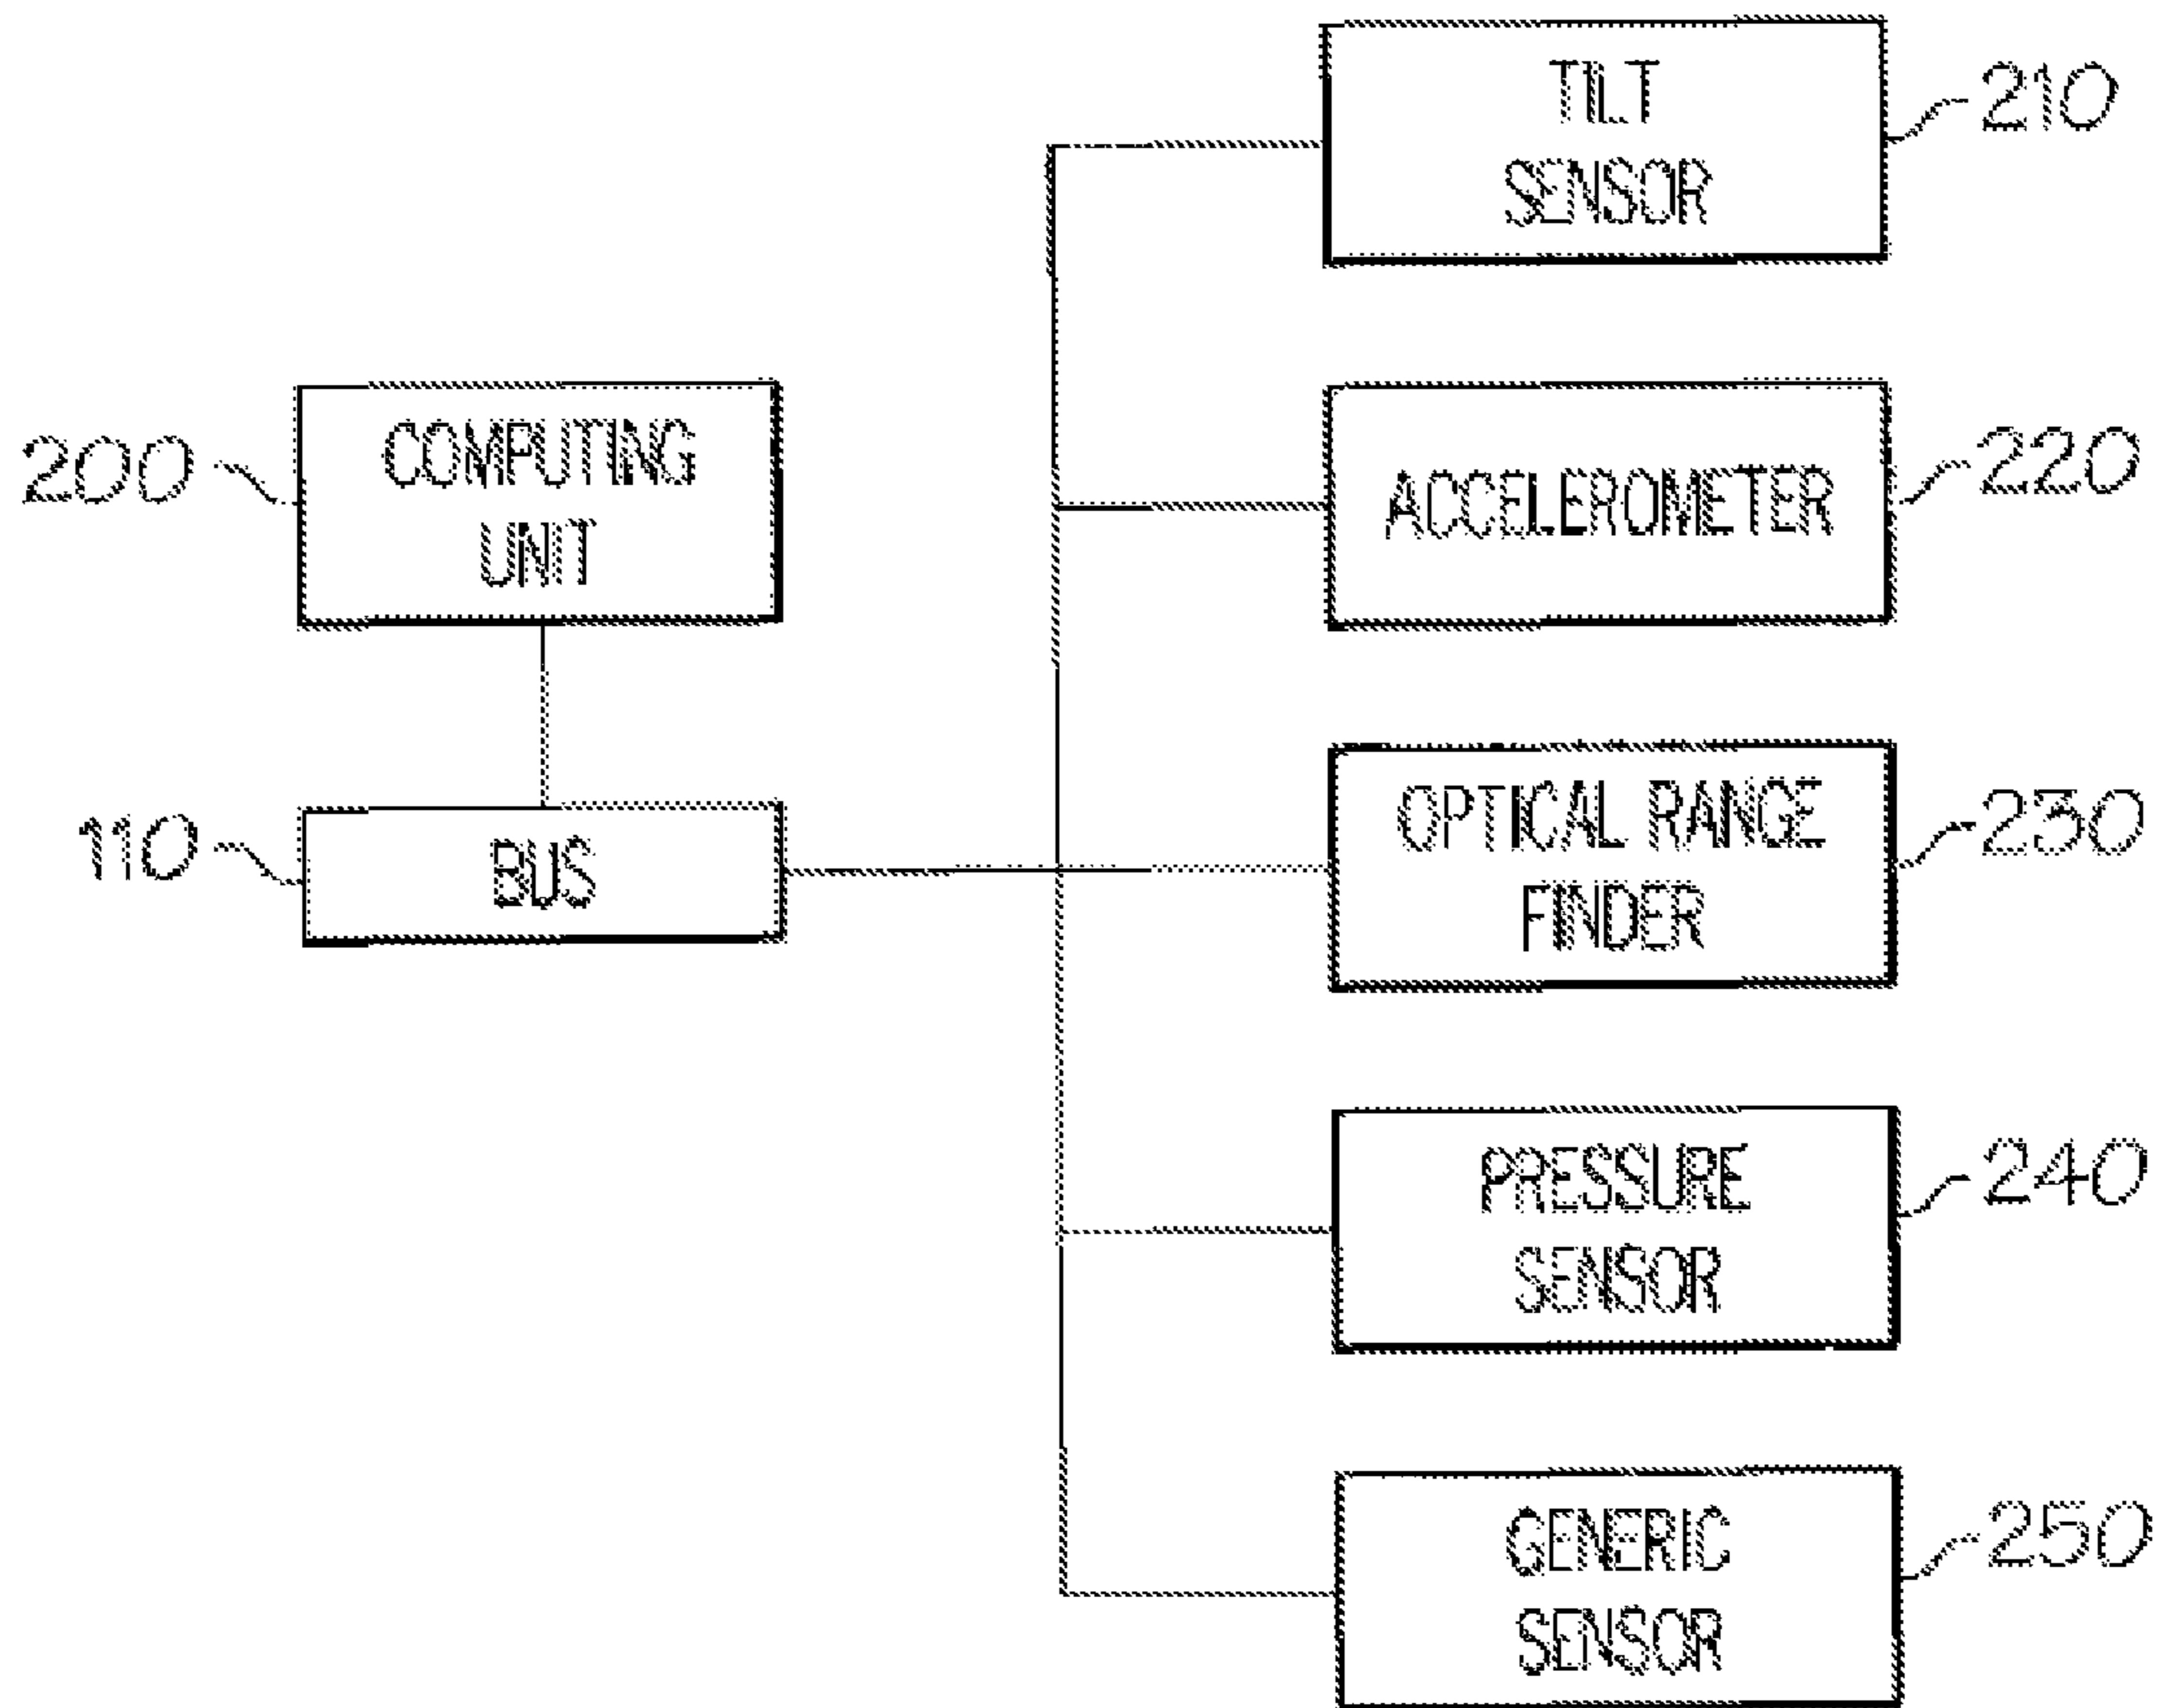 TILT
SENSOR
210
COMPUTING
UNIT
200
ACCELEROMETER
220
BUS
110
OPTICAL RANGE
FINDER
230
PRESSURE
SENSOR
240
GENERIC
SENSOR
250